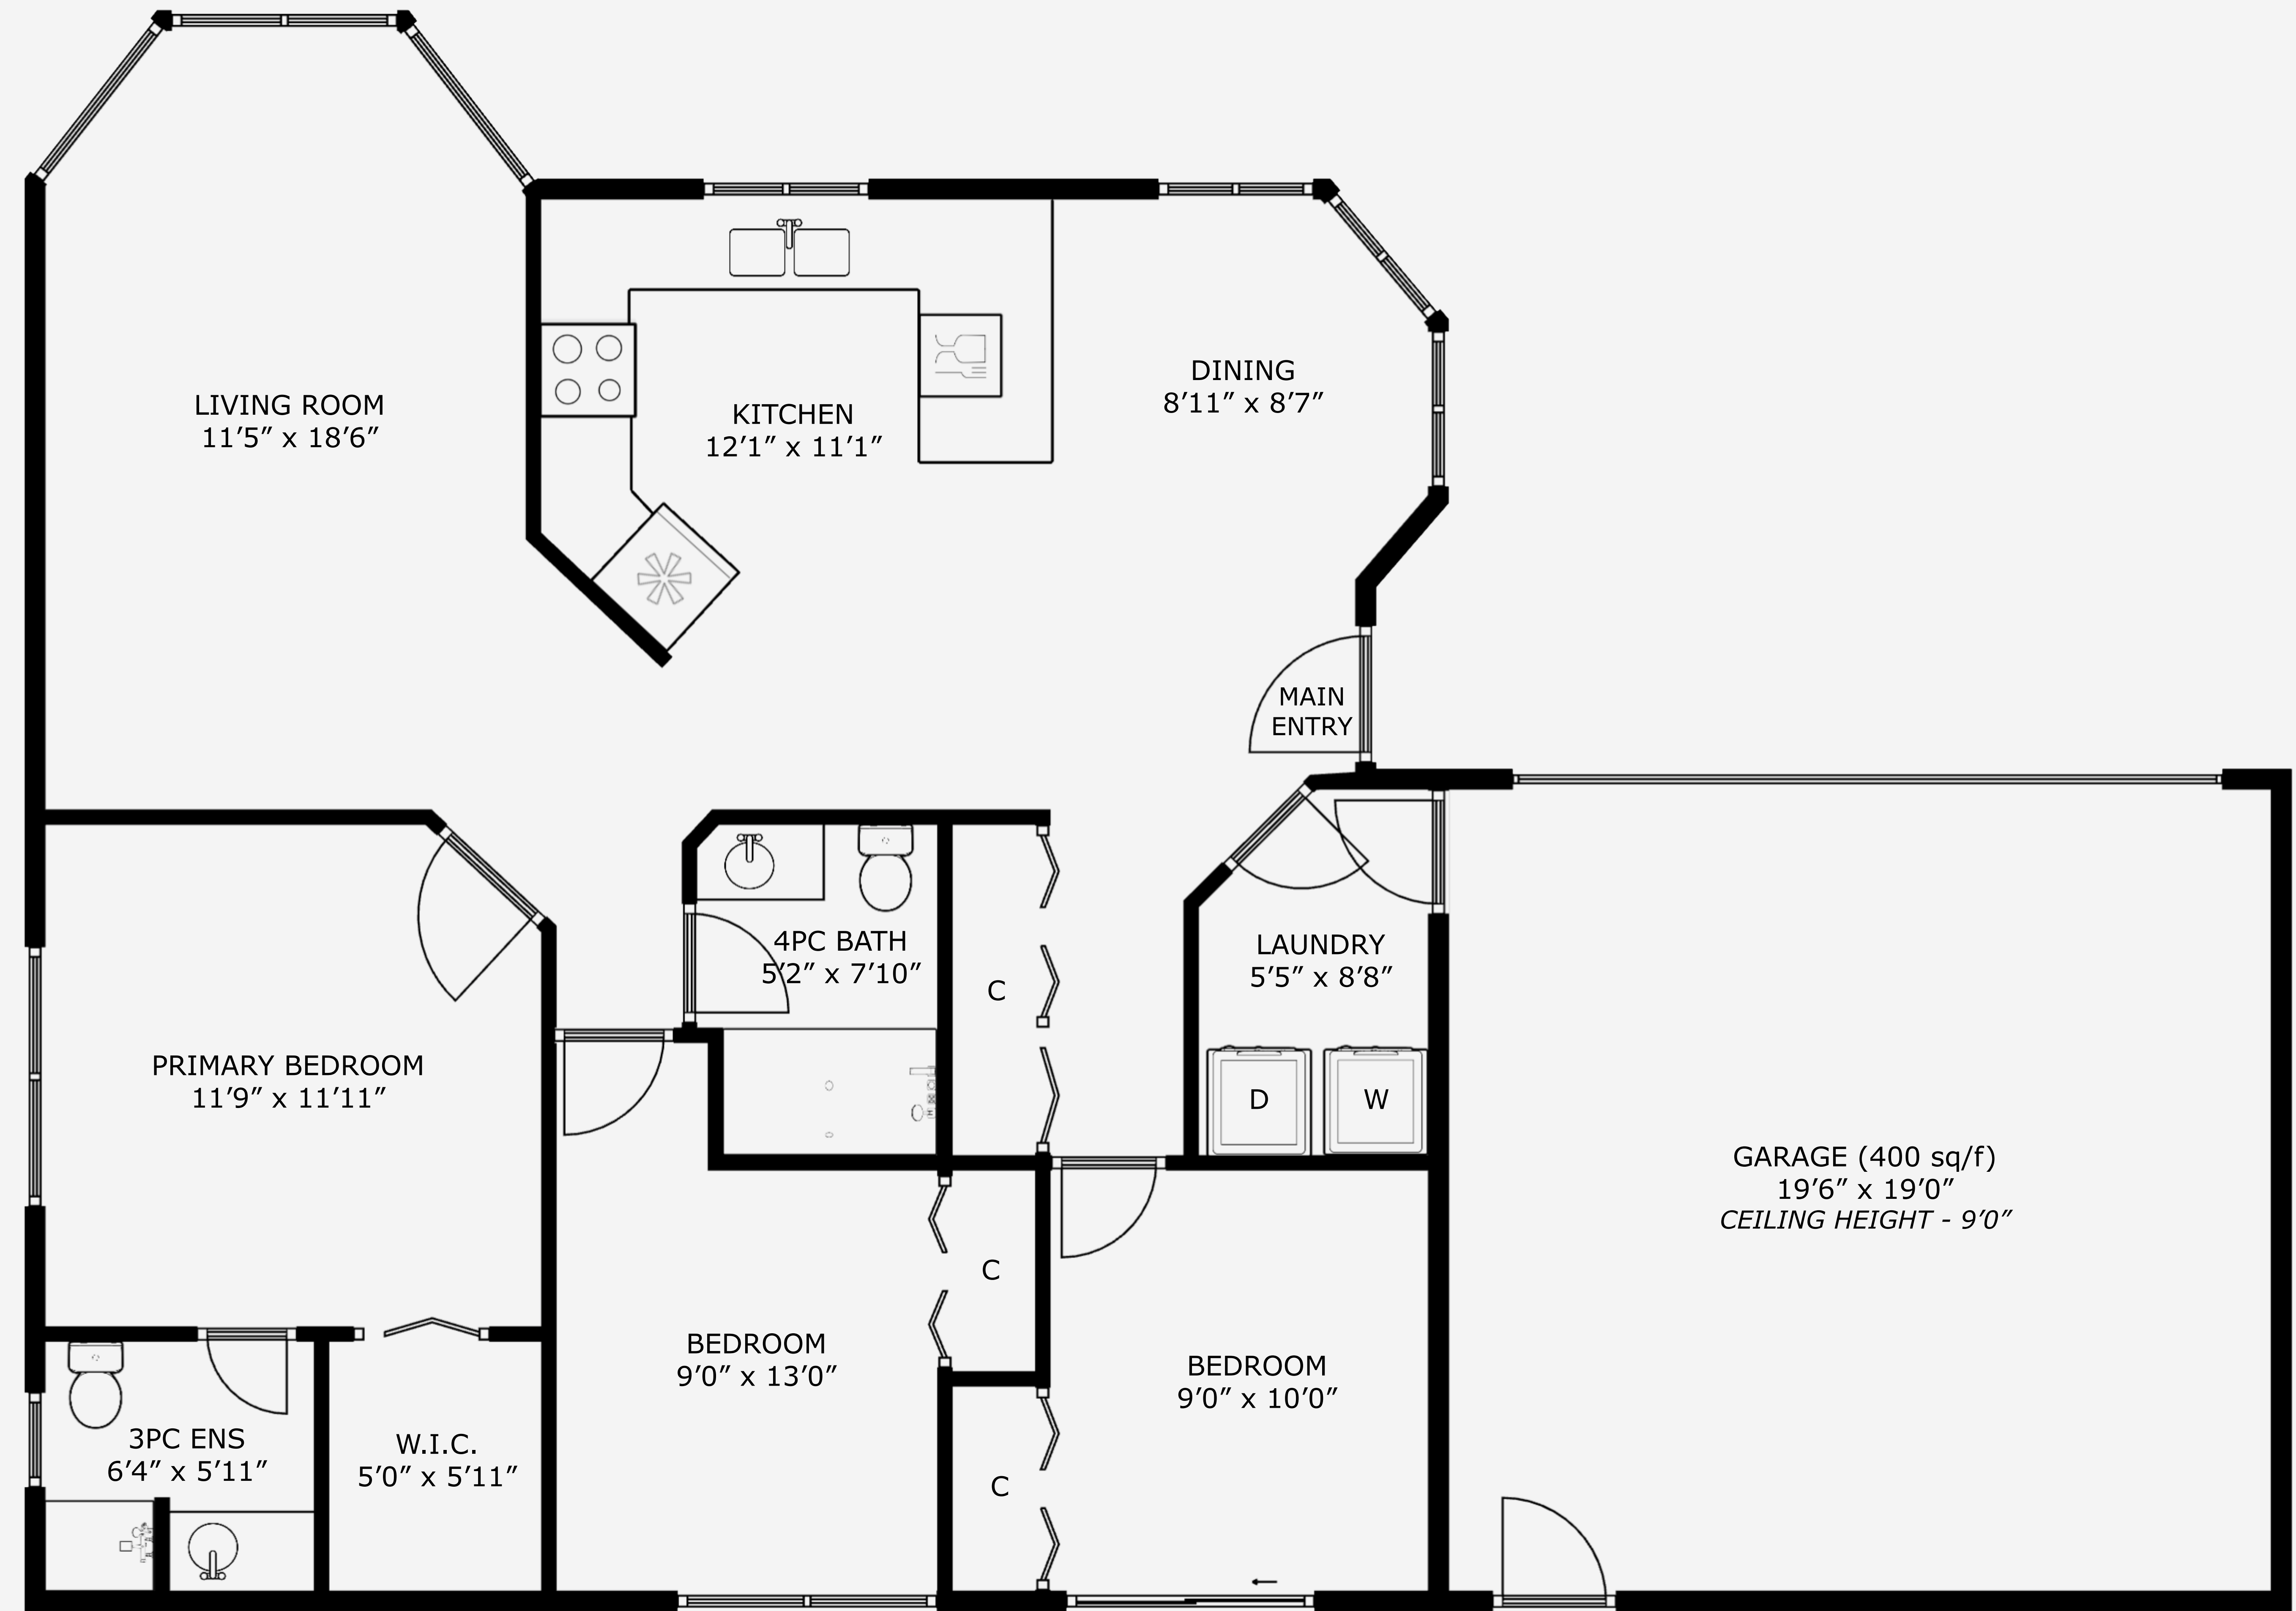 LIVING ROOM
11’5” x 18’6”
KITCHEN
12’1” x 11’1”
DINING
8’11” x 8’7”
MAIN
ENTRY
4PC BATH
5’2” x 7’10”
C
LAUNDRY
5’5” x 8’8”
D
W
PRIMARY BEDROOM
11’9” x 11’11”
GARAGE (400 sq/f)
19’6” x 19’0”
CEILING HEIGHT - 9’0”
C
BEDROOM
9’0” x 13’0”
BEDROOM
9’0” x 10’0”
3PC ENS
6’4” x 5’11”
W.I.C.
5’0” x 5’11”
C